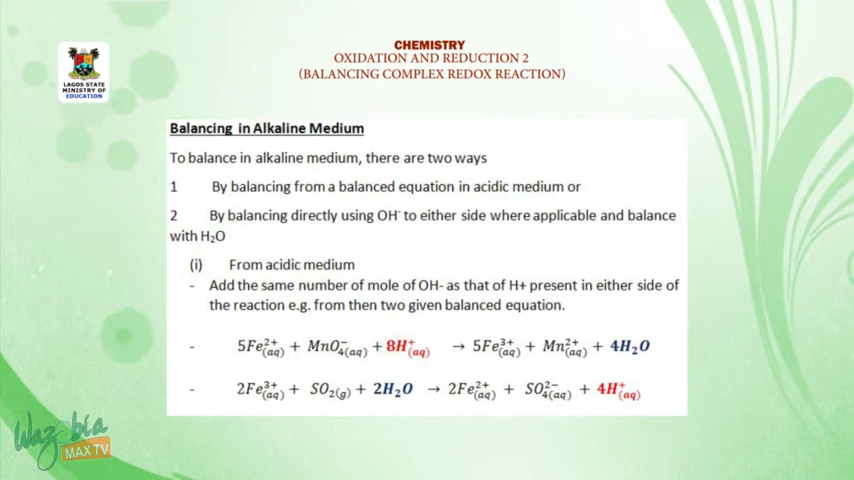 CHEMISTRY
OXIDATION AND REDUCTION 2
(BALANCING COMPLEX REDOX REACTION)
LAGOS STATE
MINISTRY OF
EDUCATION
Balancing in Alkaline Medium
To balance in alkaline medium, there are two ways
1 By balancing from a balanced equation in acidic medium or
2 By balancing directly using OH⁻ to either side where applicable and balance
with H₂O
(i) From acidic medium
- Add the same number of mole of OH- as that of H+ present in either side of
the reaction e.g. from then two given balanced equation.
- 5Fe²⁺(aq) + MnO₄⁻(aq) + 8H⁺(aq) → 5Fe³⁺(aq) + Mn²⁺(aq) + 4H₂O
- 2Fe³⁺(aq) + SO₂(g) + 2H₂O → 2Fe²⁺(aq) + SO₄²⁻(aq) + 4H⁺(aq)
Wazobia
MAX TV